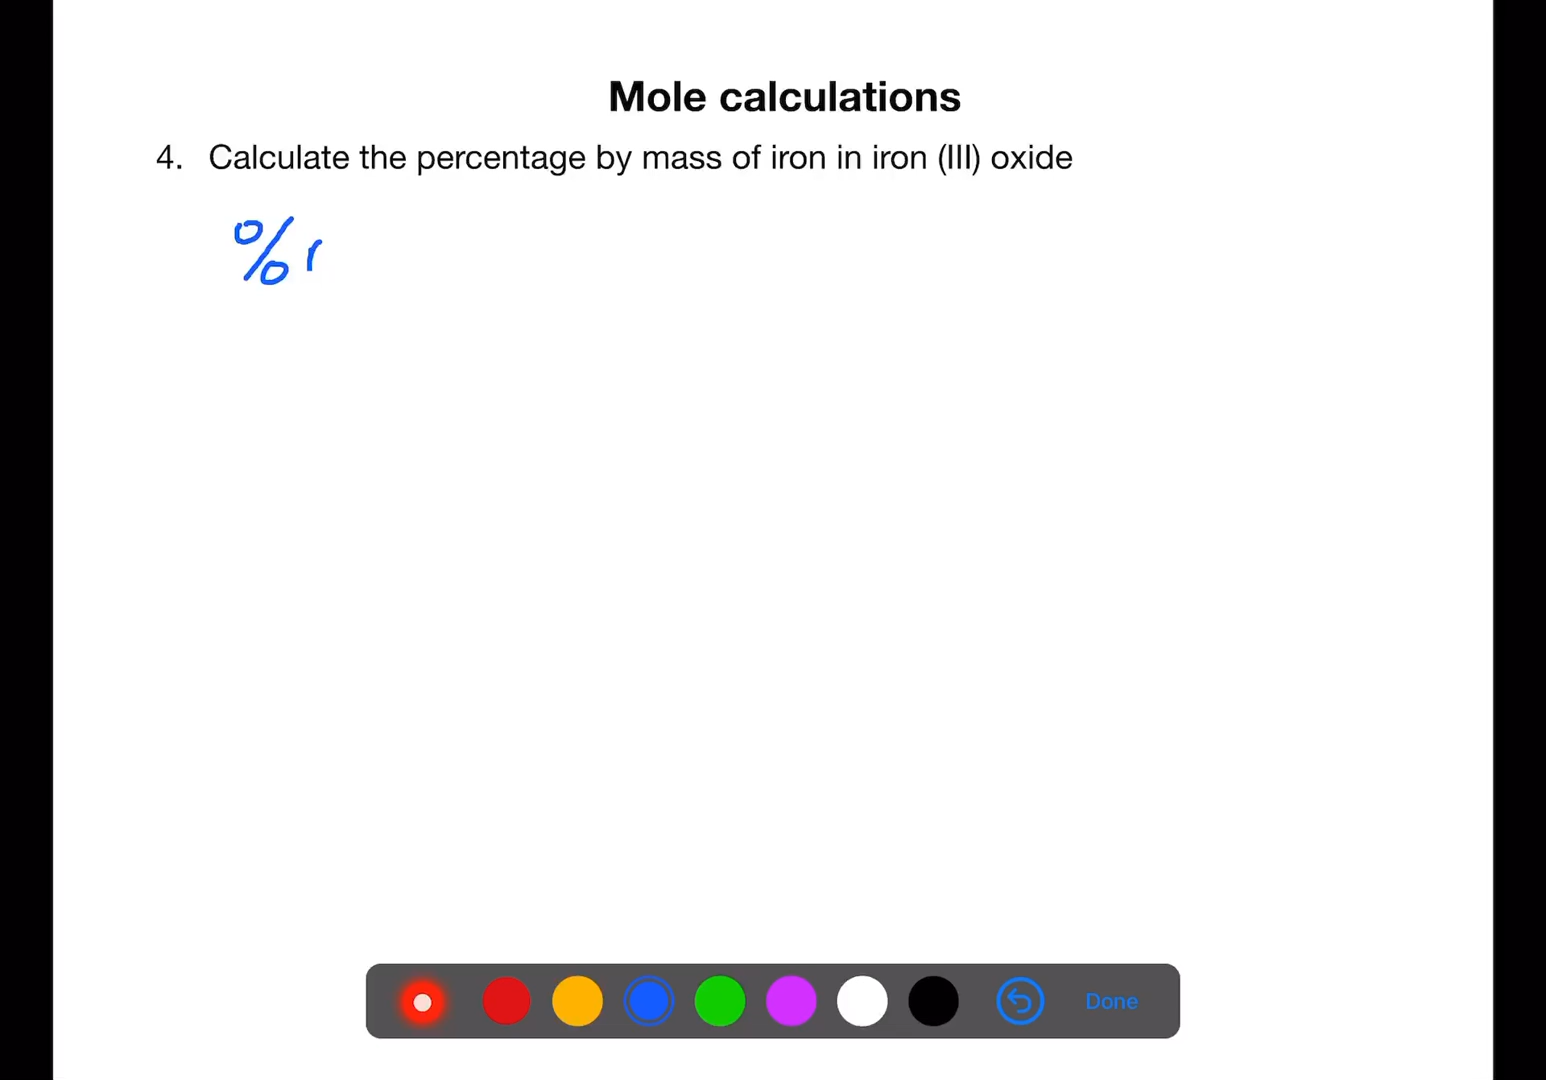 Mole calculations
4. Calculate the percentage by mass of iron in iron (III) oxide
%
Done